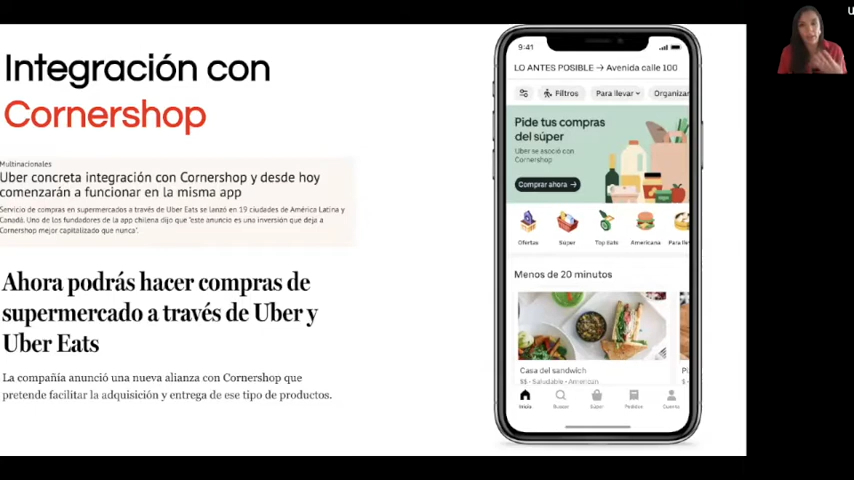 Integración con
Cornershop
Multinacionales
Uber concreta integración con Cornershop y desde hoy
comenzarán a funcionar en la misma app
Servicio de compras en supermercados a través de Uber Eats se lanzó en 19 ciudades de América Latina y
Canadá. Uno de los fundadores de la app chilena dijo que "este anuncio es una inversión que deja a
Cornershop mejor capitalizado que nunca".
Ahora podrás hacer compras de
supermercado a través de Uber y
Uber Eats
La compañía anunció una nueva alianza con Cornershop que
pretende facilitar la adquisición y entrega de ese tipo de productos.
9:41
LO ANTES POSIBLE → Avenida calle 100
Filtros
Para llevar
Organizar
Pide tus compras
del súper
Uber se asoció con
Cornershop
Comprar ahora →
Ofertas
Súper
Top Eats
Americana
Para lle
Menos de 20 minutos
Casa del sandwich
$$ · Saludable · American
Pi
Inicio
Buscar
Súper
Pedidos
Cuenta
U